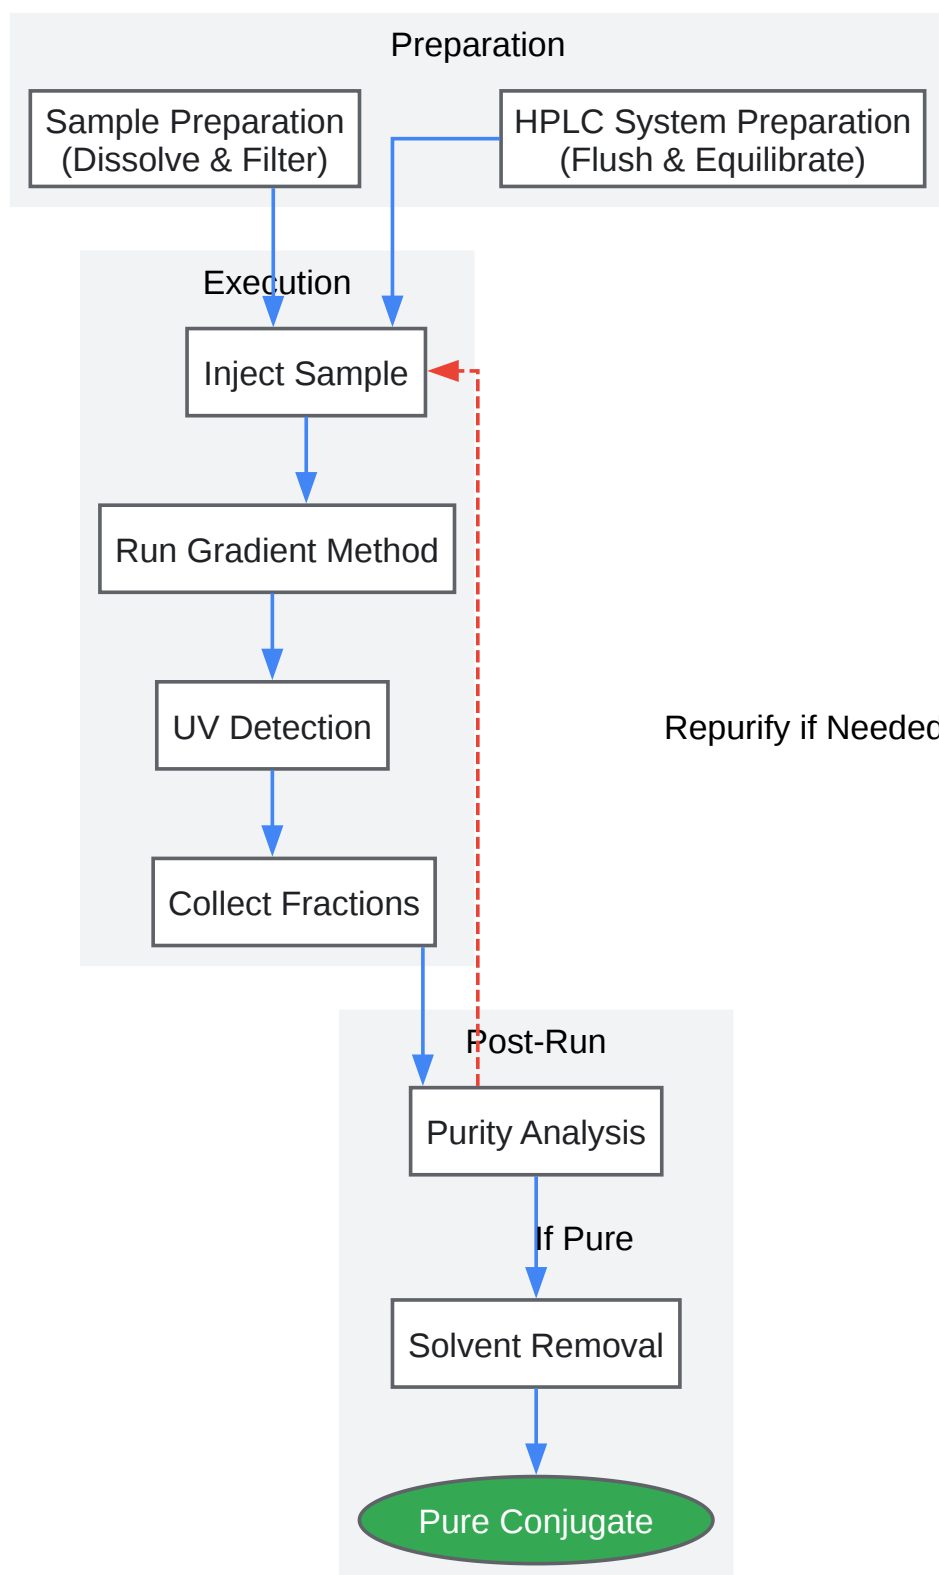 Preparation
Sample Preparation
(Dissolve & Filter)
HPLC System Preparation
(Flush & Equilibrate)
Execution
Inject Sample
Run Gradient Method
UV Detection
Repurify if Needed
Collect Fractions
Post-Run
Purity Analysis
If Pure
Solvent Removal
Pure Conjugate